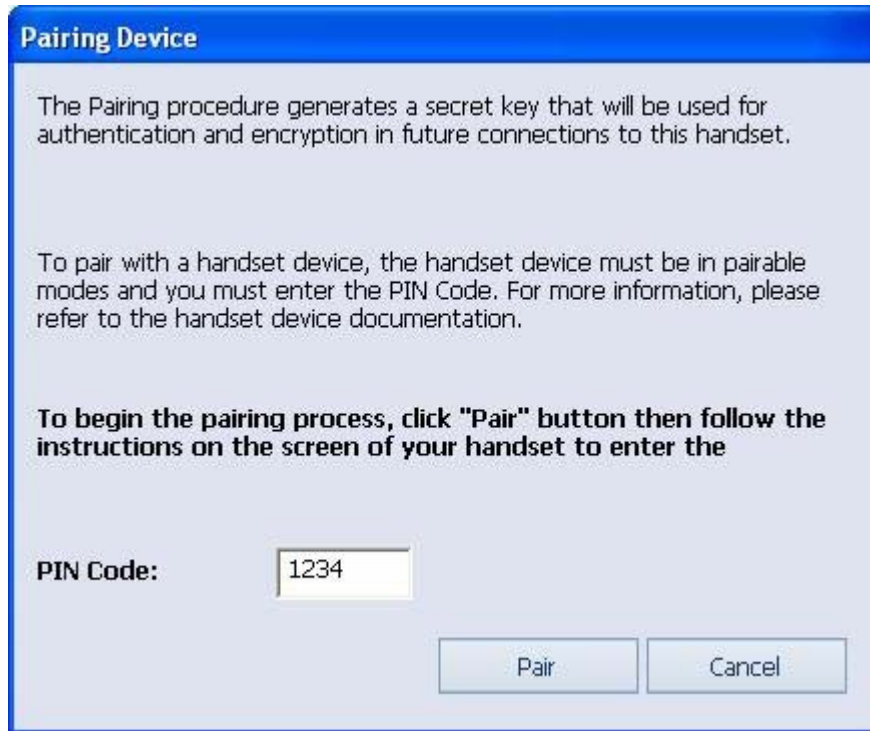 Pairing Device
The Pairing procedure generates a secret key that will be used for
authentication and encryption in future connections to this handset.
To pair with a handset device, the handset device must be in pairable
modes and you must enter the PIN Code. For more information, please
refer to the handset device documentation.
To begin the pairing process, click "Pair" button then follow the
instructions on the screen of your handset to enter the
PIN Code: 1234
Pair Cancel